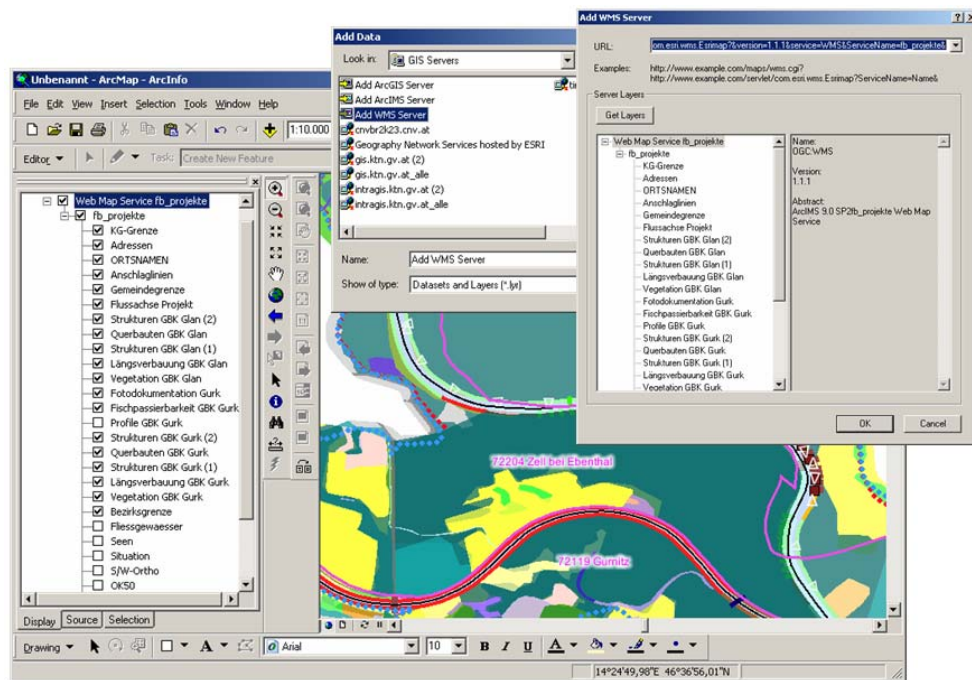 Unbenannt - ArcMap - ArcInfo
File Edit View Insert Selection Tools Window Help
1:10.000
Editor Task: Create New Feature
Web Map Service fb_projekte
fb_projekte
KG-Grenze
Adressen
ORTSNAMEN
Anschlaglinien
Gemeindegrenze
Flussachse Projekt
Strukturen GBK Glan (2)
Querbauten GBK Glan
Strukturen GBK Glan (1)
Längsverbauung GBK Glan
Vegetation GBK Glan
Fotodokumentation Gurk
Fischpassierbarkeit GBK Gurk
Profile GBK Gurk
Strukturen GBK Gurk (2)
Querbauten GBK Gurk
Strukturen GBK Gurk (1)
Längsverbauung GBK Gurk
Vegetation GBK Gurk
Bezirksgrenze
Fliessgewaesser
Seen
Situation
S/W-Ortho
OK50
Display Source Selection
Drawing A Arial 10 B I U A
14°24'49,98"E 46°36'56,01"N
72204 Zell bei Ebenthal
72119 Gurnitz
Add Data
Look in: GIS Servers
Add ArcGIS Server
Add ArcIMS Server
Add WMS Server
cnvbr2k23.cnv.at
Geography Network Services hosted by ESRI
gis.ktn.gv.at (2)
gis.ktn.gv.at_alle
intragis.ktn.gv.at (2)
intragis.ktn.gv.at_alle
Name: Add WMS Server
Show of type: Datasets and Layers (*.lyr)
Add WMS Server
URL: om.esri.wms.Esrimap?&version=1.1.1&service=WMS&ServiceName=fb_projekte&
Examples: http://www.example.com/maps/wms.cgi?
http://www.example.com/servlet/com.esri.wms.Esrimap?ServiceName=Name&
Server Layers
Get Layers
Web Map Service fb_projekte
fb_projekte
KG-Grenze
Adressen
ORTSNAMEN
Anschlaglinien
Gemeindegrenze
Flussachse Projekt
Strukturen GBK Glan (2)
Querbauten GBK Glan
Strukturen GBK Glan (1)
Längsverbauung GBK Glan
Vegetation GBK Glan
Fotodokumentation Gurk
Fischpassierbarkeit GBK Gurk
Profile GBK Gurk
Strukturen GBK Gurk (2)
Querbauten GBK Gurk
Strukturen GBK Gurk (1)
Längsverbauung GBK Gurk
Vegetation GBK Gurk
Name:
OGC:WMS
Version:
1.1.1
Abstract:
ArcIMS 9.0 SP2fb_projekte Web Map
Service
OK Cancel